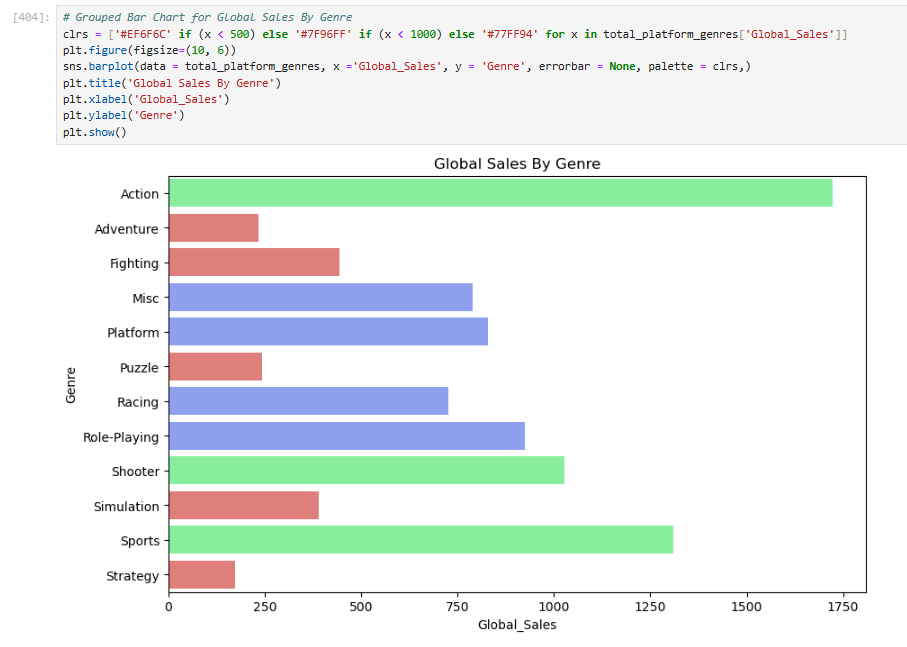 [404]: # Grouped Bar Chart for Global Sales By Genre
clrs = ['#EF6F6C' if (x < 500) else '#7F96FF' if (x < 1000) else '#77FF94' for x in total_platform_genres['Global_Sales']]
plt.figure(figsize=(10, 6))
sns.barplot(data = total_platform_genres, x ='Global_Sales', y = 'Genre', errorbar = None, palette = clrs,)
plt.title('Global Sales By Genre')
plt.xlabel('Global_Sales')
plt.ylabel('Genre')
plt.show()
Global Sales By Genre
Action
Adventure
Fighting
Misc
Platform
Puzzle
Racing
Role-Playing
Shooter
Simulation
Sports
Strategy
Genre
0 250 500 750 1000 1250 1500 1750
Global_Sales